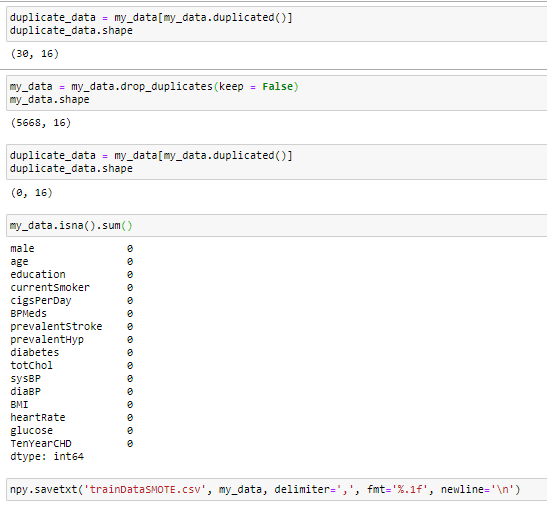 duplicate_data = my_data[my_data.duplicated()]
duplicate_data.shape
(30, 16)
my_data = my_data.drop_duplicates(keep = False)
my_data.shape
(5668, 16)
duplicate_data = my_data[my_data.duplicated()]
duplicate_data.shape
(0, 16)
my_data.isna().sum()
male 0
age 0
education 0
currentSmoker 0
cigsPerDay 0
BPMeds 0
prevalentStroke 0
prevalentHyp 0
diabetes 0
totChol 0
sysBP 0
diaBP 0
BMI 0
heartRate 0
glucose 0
TenYearCHD 0
dtype: int64
npy.savetxt('trainDataSMOTE.csv', my_data, delimiter=',', fmt='%.1f', newline='\n')